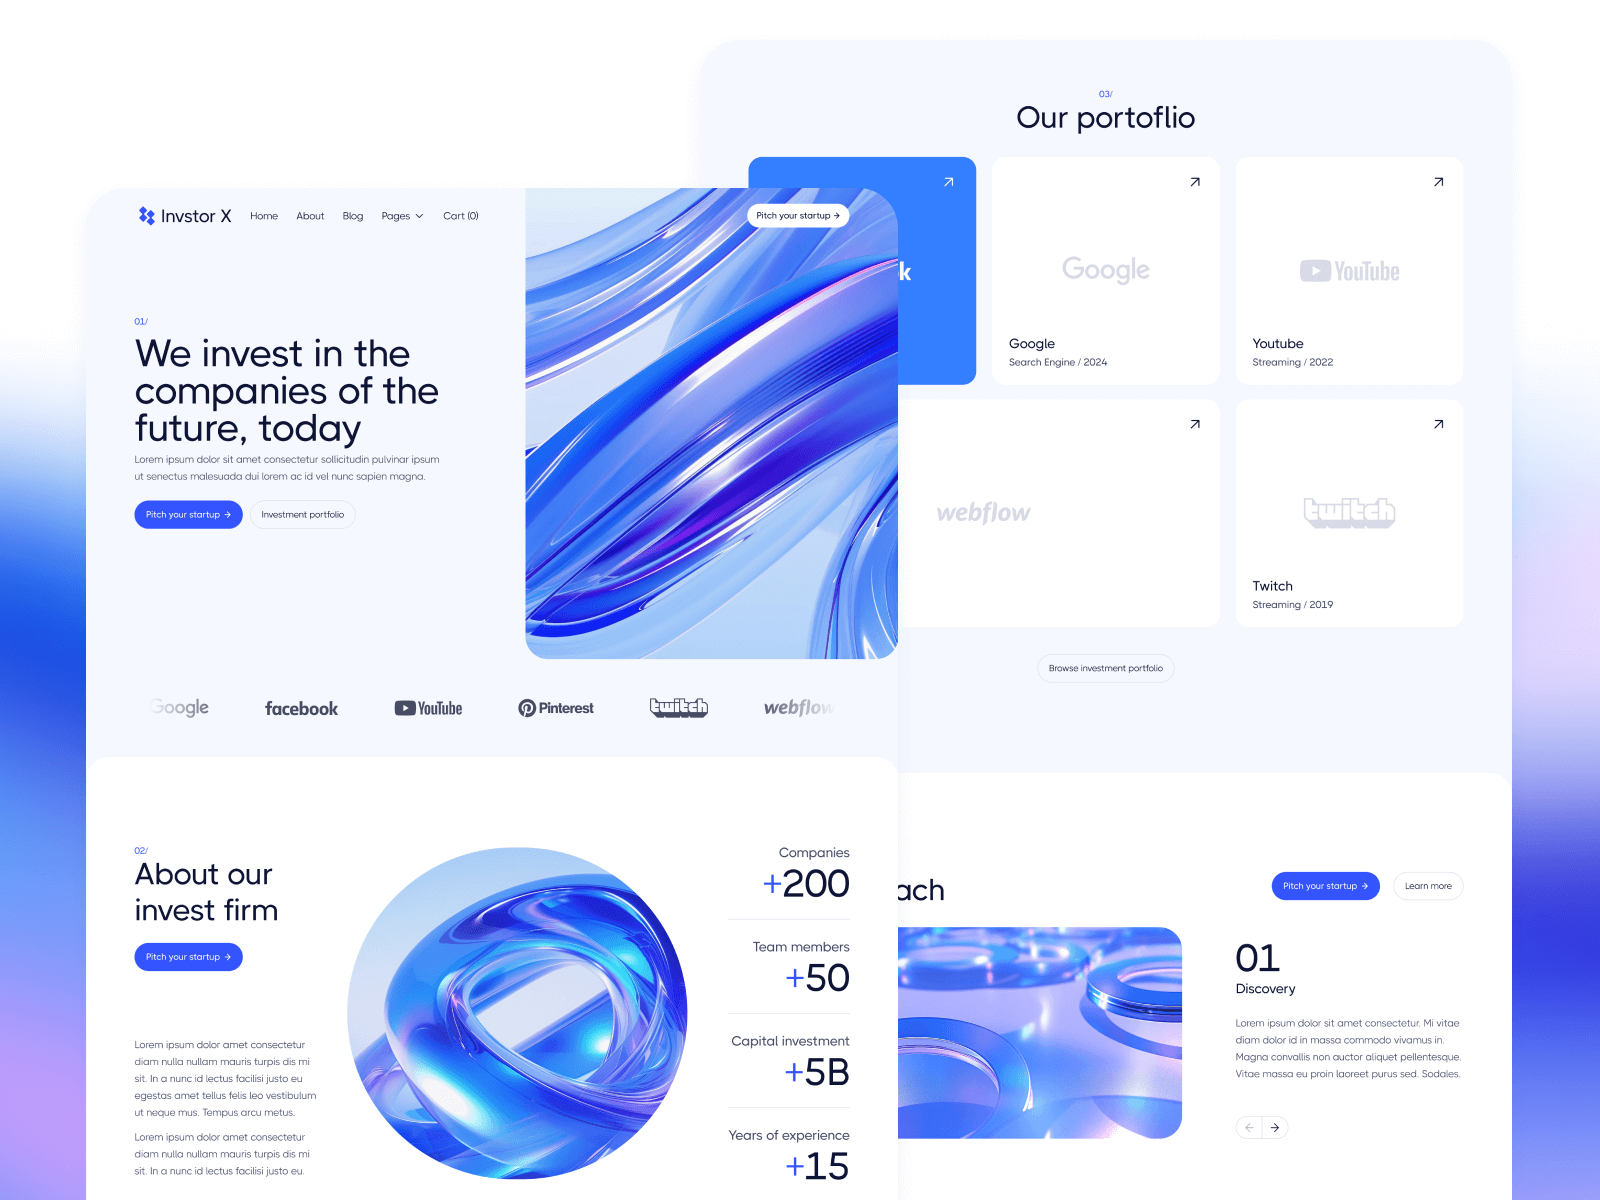 Invstor X
Home
About
Blog
Pages
Cart (0)
Pitch your startup →
01/
We invest in the
companies of the
future, today
Lorem ipsum dolor sit amet consectetur sollicitudin pulvinar ipsum
ut senectus malesuada dui lorem ac id vel nunc sapien magna.
Pitch your startup →
Investment portfolio
Google
facebook
YouTube
Pinterest
twitch
webflow
02/
About our
invest firm
Pitch your startup →
Lorem ipsum dolor amet consectetur
diam nulla nullam mauris turpis dis mi
sit. In a nunc id lectus facilisi justo eu
egestas amet tellus felis leo vestibulum
ut neque mus. Tempus arcu metus.
Lorem ipsum dolor amet consectetur
diam nulla nullam mauris turpis dis mi
sit. In a nunc id lectus facilisi justo eu.
Companies
+200
Team members
+50
Capital investment
+5B
Years of experience
+15
03/
Our portoflio
k
Google
Google
Search Engine / 2024
YouTube
Youtube
Streaming / 2022
webflow
twitch
Twitch
Streaming / 2019
Browse investment portfolio
ach
Pitch your startup →
Learn more
01
Discovery
Lorem ipsum dolor sit amet consectetur. Mi vitae
diam dolor id in massa commodo vivamus in.
Magna convallis non auctor aliquet pellentesque.
Vitae massa eu proin laoreet purus sed. Sodales.